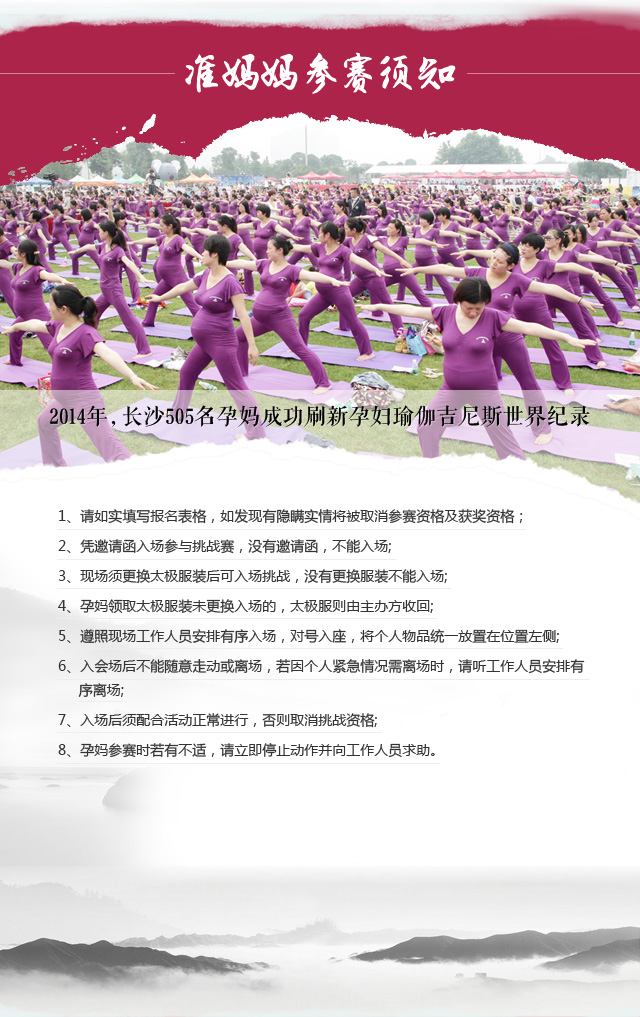 准妈妈参赛须知
2014年,长沙505名孕妈成功刷新孕妇瑜伽吉尼斯世界纪录
1、请如实填写报名表格，如发现有隐瞒实情将被取消参赛资格及获奖资格；
2、凭邀请函入场参与挑战赛，没有邀请函，不能入场;
3、现场须更换太极服装后可入场挑战，没有更换服装不能入场;
4、孕妈领取太极服装未更换入场的，太极服则由主办方收回;
5、遵照现场工作人员安排有序入场，对号入座，将个人物品统一放置在位置左侧;
6、入会场后不能随意走动或离场，若因个人紧急情况需离场时，请听工作人员安排有
序离场;
7、入场后须配合活动正常进行，否则取消挑战资格;
8、孕妈参赛时若有不适，请立即停止动作并向工作人员求助。